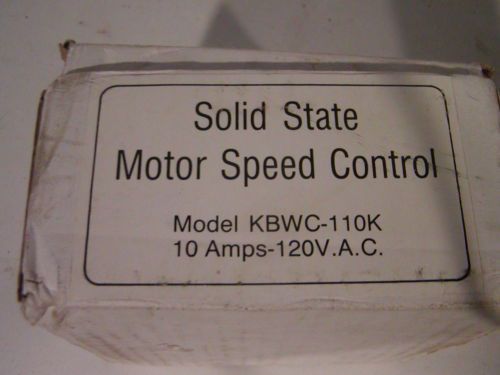 Solid State
Motor Speed Control
Model KBWC-110K
10 Amps-120V.A.C.